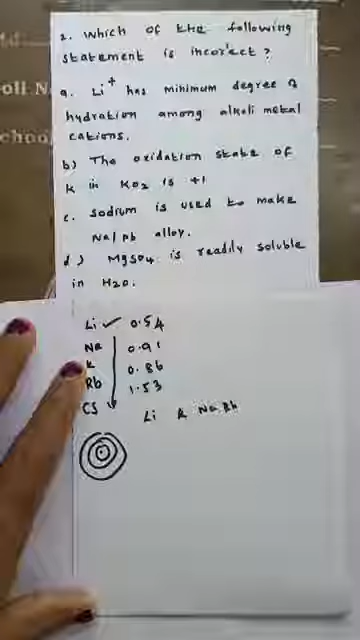 2. Which of the following
statement is incorrect?
a. Li+ has minimum degree of
hydration among alkali metal
cations.
b) The oxidation state of
K in KO2 is +1
c. Sodium is used to make
Na/Pb alloy.
d) MgSO4 is readily soluble
in H2O.
Li ✓ 0.54
Na 0.91
K 0.86
Rb 1.53
Cs
Li K Na Rb